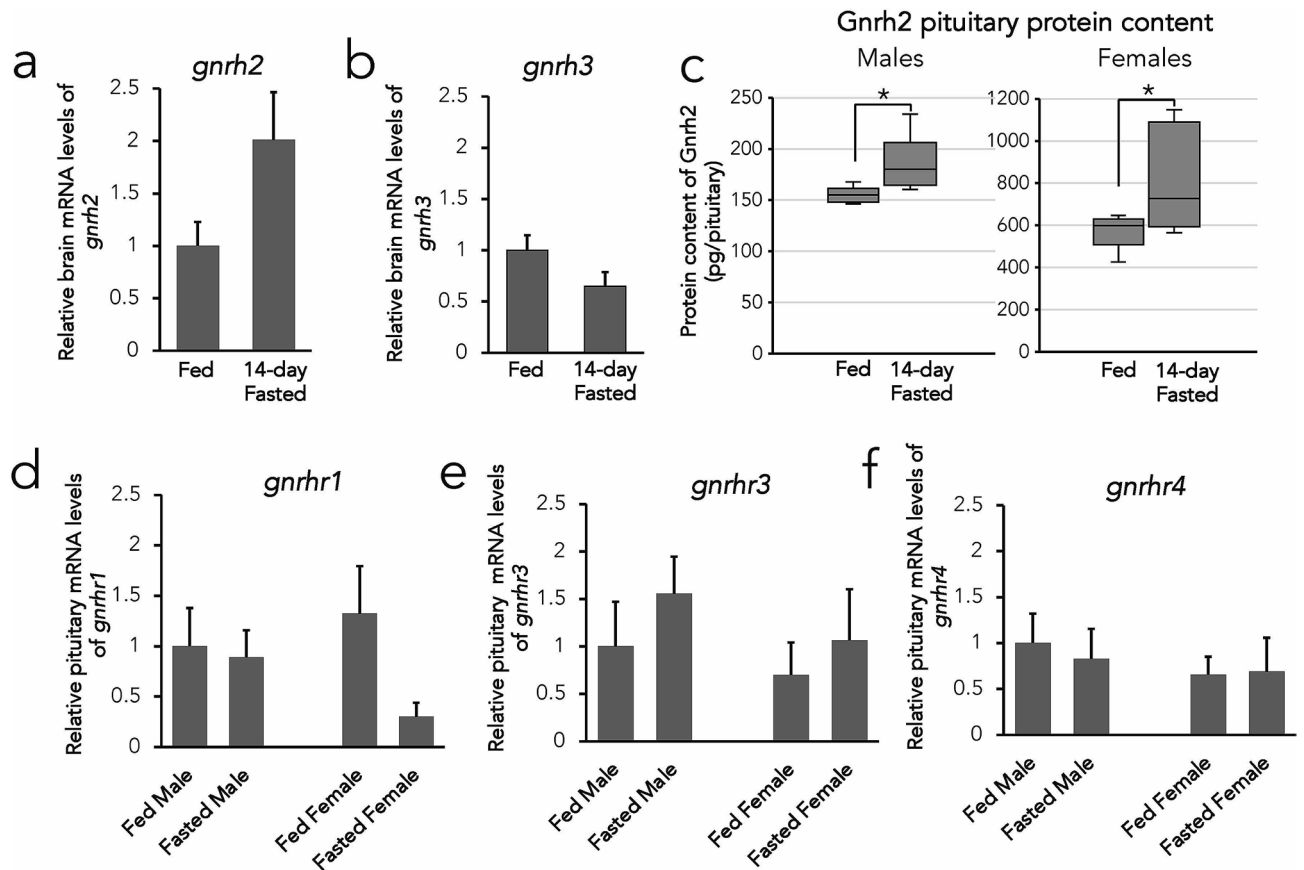 a
gnrh2
Relative brain mRNA levels of
gnrh2
2.5
2
1.5
1
0.5
0
Fed
14-day
Fasted
b
gnrh3
Relative brain mRNA levels of
gnrh3
2.5
2
1.5
1
0.5
0
Fed
14-day
Fasted
Gnrh2 pituitary protein content
c
Males
Protein content of Gnrh2
(pg/pituitary)
250
200
150
100
50
0
*
Fed
14-day
Fasted
Females
1200
1000
800
600
400
200
0
*
Fed
14-day
Fasted
d
gnrhr1
Relative pituitary mRNA levels
of gnrhr1
2.5
2
1.5
1
0.5
0
Fed Male
Fasted Male
Fed Female
Fasted Female
e
gnrhr3
Relative pituitary mRNA levels
of gnrhr3
2.5
2
1.5
1
0.5
0
Fed Male
Fasted Male
Fed Female
Fasted Female
f
gnrhr4
Relative pituitary mRNA levels of
gnrhr4
2.5
2
1.5
1
0.5
0
Fed Male
Fasted Male
Fed Female
Fasted Female